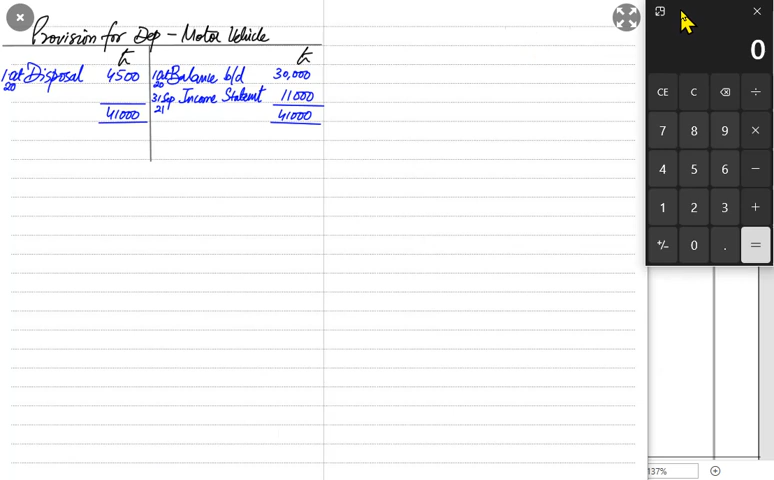 Provision for Dep - Motor Vehicle
1 Oct 20 Disposal 4500 1 Oct 20 Balance b/d 30,000
31 Sep 21 Income Statemt 11000
41000 41000
0
CE C ÷
7 8 9 ×
4 5 6 −
1 2 3 +
+/− 0 . =
137%